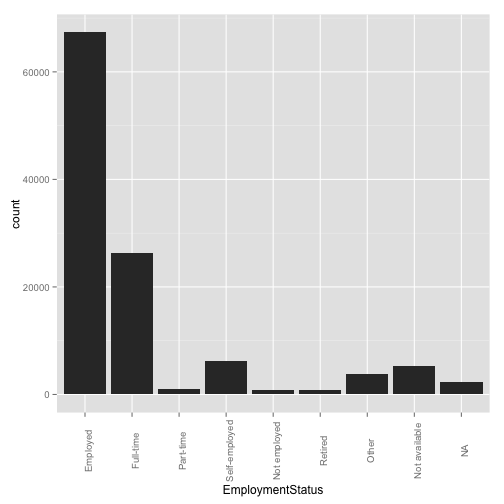 60000
40000
20000
0
count
Employed
Full-time
Part-time
Self-employed
Not employed
Retired
Other
Not available
NA
EmploymentStatus